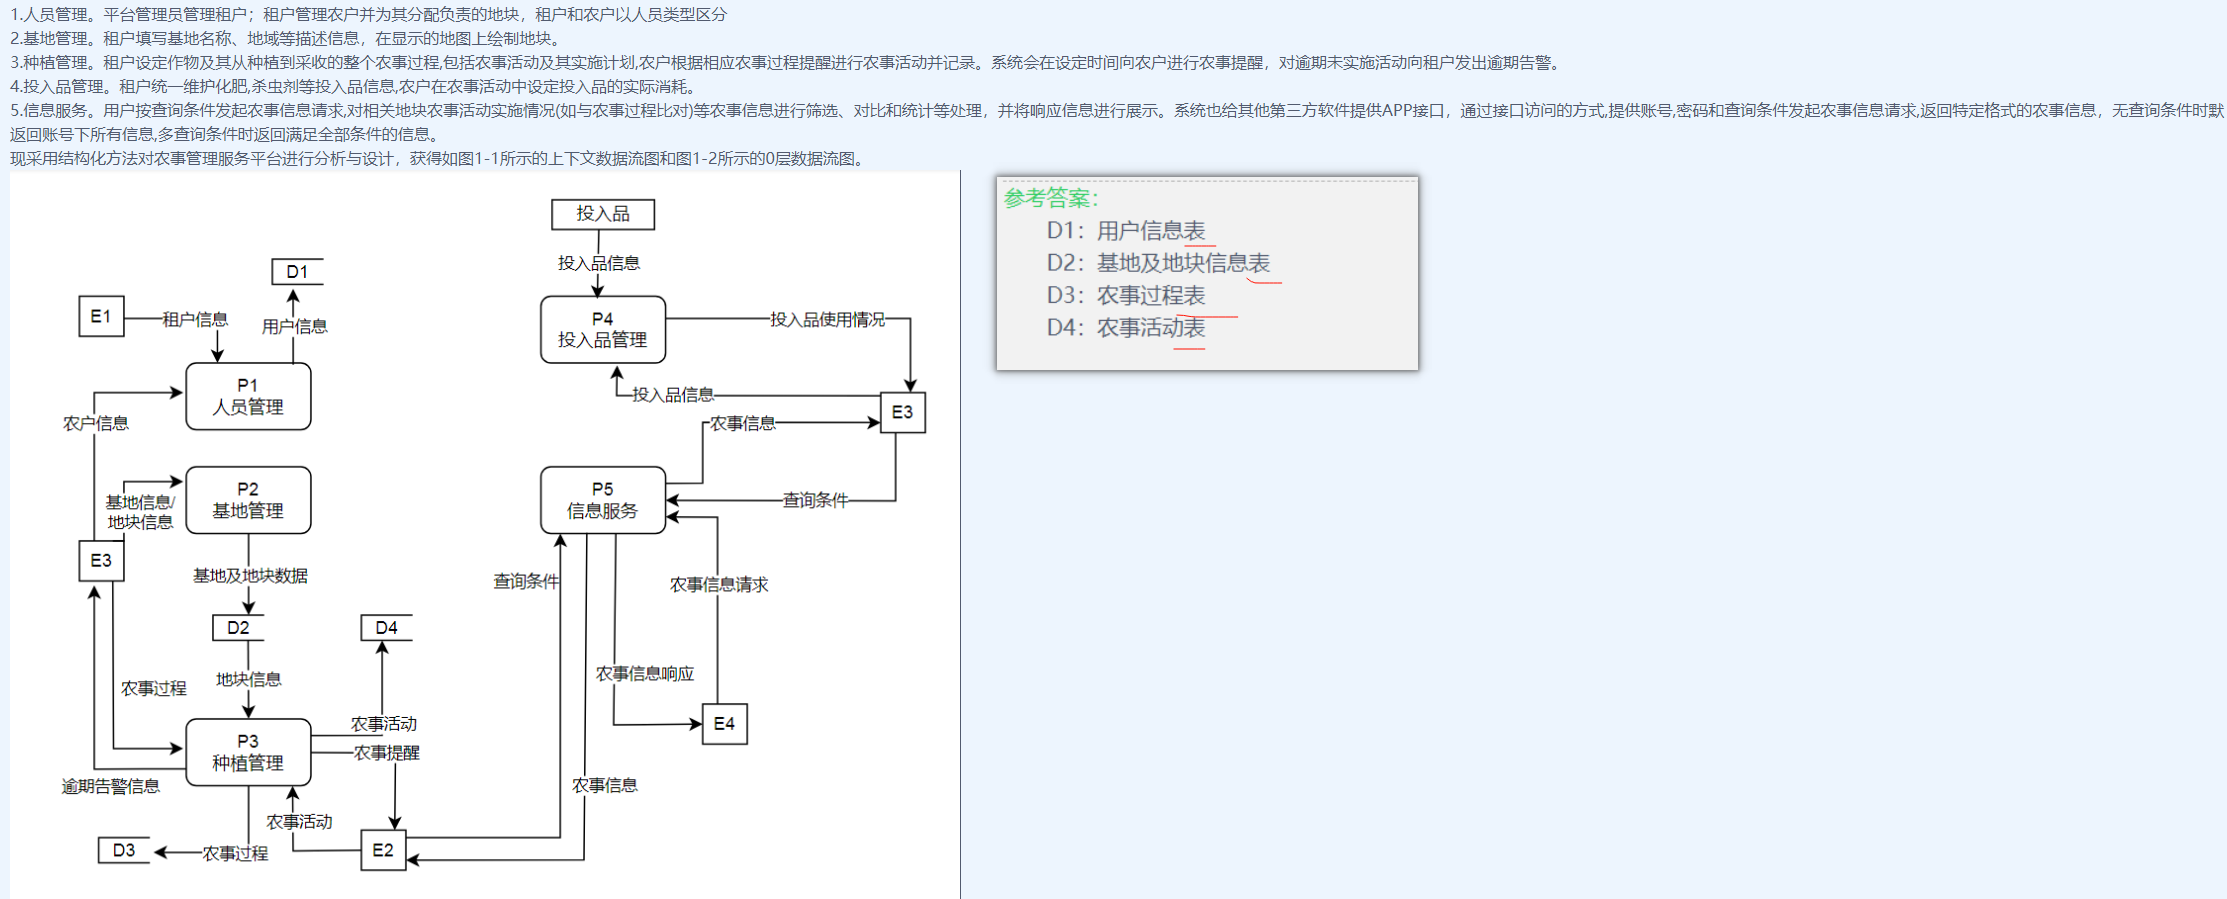 1.人员管理。平台管理员管理租户；租户管理农户并为其分配负责的地块，租户和农户以人员类型区分
2.基地管理。租户填写基地名称、地域等描述信息，在显示的地图上绘制地块。
3.种植管理。租户设定作物及其从种植到采收的整个农事过程,包括农事活动及其实施计划,农户根据相应农事过程提醒进行农事活动并记录。系统会在设定时间向农户进行农事提醒，对逾期未实施活动向租户发出逾期告警。
4.投入品管理。租户统一维护化肥,杀虫剂等投入品信息,农户在农事活动中设定投入品的实际消耗。
5.信息服务。用户按查询条件发起农事信息请求,对相关地块农事活动实施情况(如与农事过程比对)等农事信息进行筛选、对比和统计等处理，并将响应信息进行展示。系统也给其他第三方软件提供APP接口，通过接口访问的方式,提供账号,密码和查询条件发起农事信息请求,返回特定格式的农事信息，无查询条件时默
返回账号下所有信息,多查询条件时返回满足全部条件的信息。
现采用结构化方法对农事管理服务平台进行分析与设计，获得如图1-1所示的上下文数据流图和图1-2所示的0层数据流图。
参考答案：
D1：用户信息表
D2：基地及地块信息表
D3：农事过程表
D4：农事活动表
投入品
投入品信息
D1
E1
租户信息
用户信息
P4
投入品管理
投入品使用情况
P1
人员管理
投入品信息
E3
农户信息
农事信息
P2
基地管理
基地信息/
地块信息
P5
信息服务
查询条件
E3
基地及地块数据
查询条件
农事信息请求
D2
D4
农事过程
地块信息
农事信息响应
农事活动
E4
P3
种植管理
农事提醒
逾期告警信息
农事信息
农事活动
D3
农事过程
E2